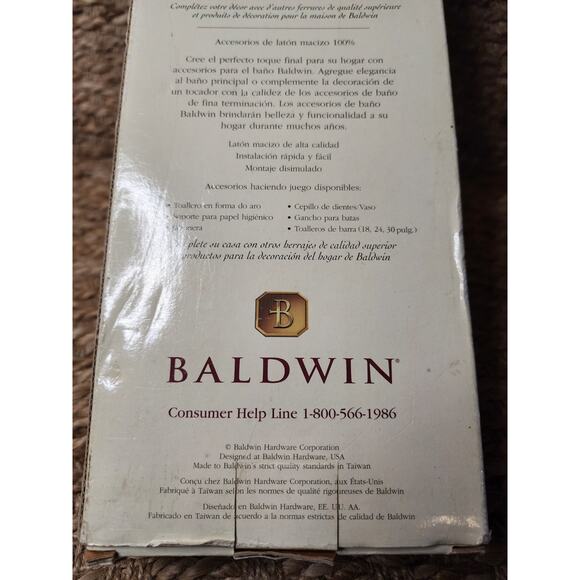 Complétez votre décor avec d'autres ferrures de qualité supérieure
et produits de décoration pour la maison de Baldwin
Accesorios de latón macizo 100%
Cree el perfecto toque final para su hogar con
accesorios para el baño Baldwin. Agregue elegancia
al baño principal o complemente la decoración de
un tocador con la calidez de los accesorios de baño
de fina terminación. Los accesorios de baño
Baldwin brindarán belleza y funcionalidad a su
hogar durante muchos años.
Latón macizo de alta calidad
Instalación rápida y fácil
Montaje disimulado
Accesorios haciendo juego disponibles:
• Toallero en forma do aro
• Soporte para papel higiénico
• Cepillo de dientes/Vaso
• Gancho para batas
• Toalleros de barra (18, 24, 30 pulg.)
su casa con otros herrajes de calidad superior
productos para la decoración del hogar de Baldwin
B
BALDWIN®
Consumer Help Line 1-800-566-1986
© Baldwin Hardware Corporation
Designed at Baldwin Hardware, USA
Made to Baldwin's strict quality standards in Taiwan
Conçu chez Baldwin Hardware Corporation, aux États-Unis
Fabriqué à Taïwan selon les normes de qualité rigoureuses de Baldwin
Diseñado en Baldwin Hardware, EE. UU. AA.
Fabricado en Taiwan de acuerdo a la normas estrictas de calidad de Baldwin